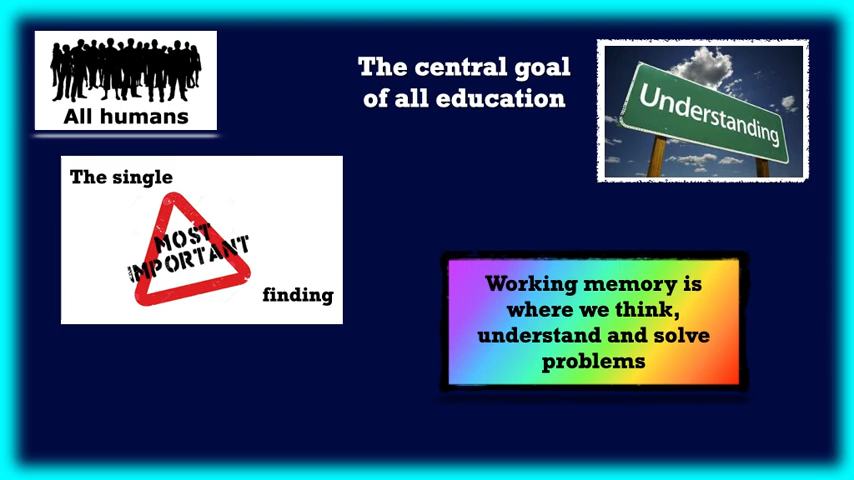 All humans
The central goal
of all education
Understanding
The single
MOST
IMPORTANT
finding
Working memory is
where we think,
understand and solve
problems